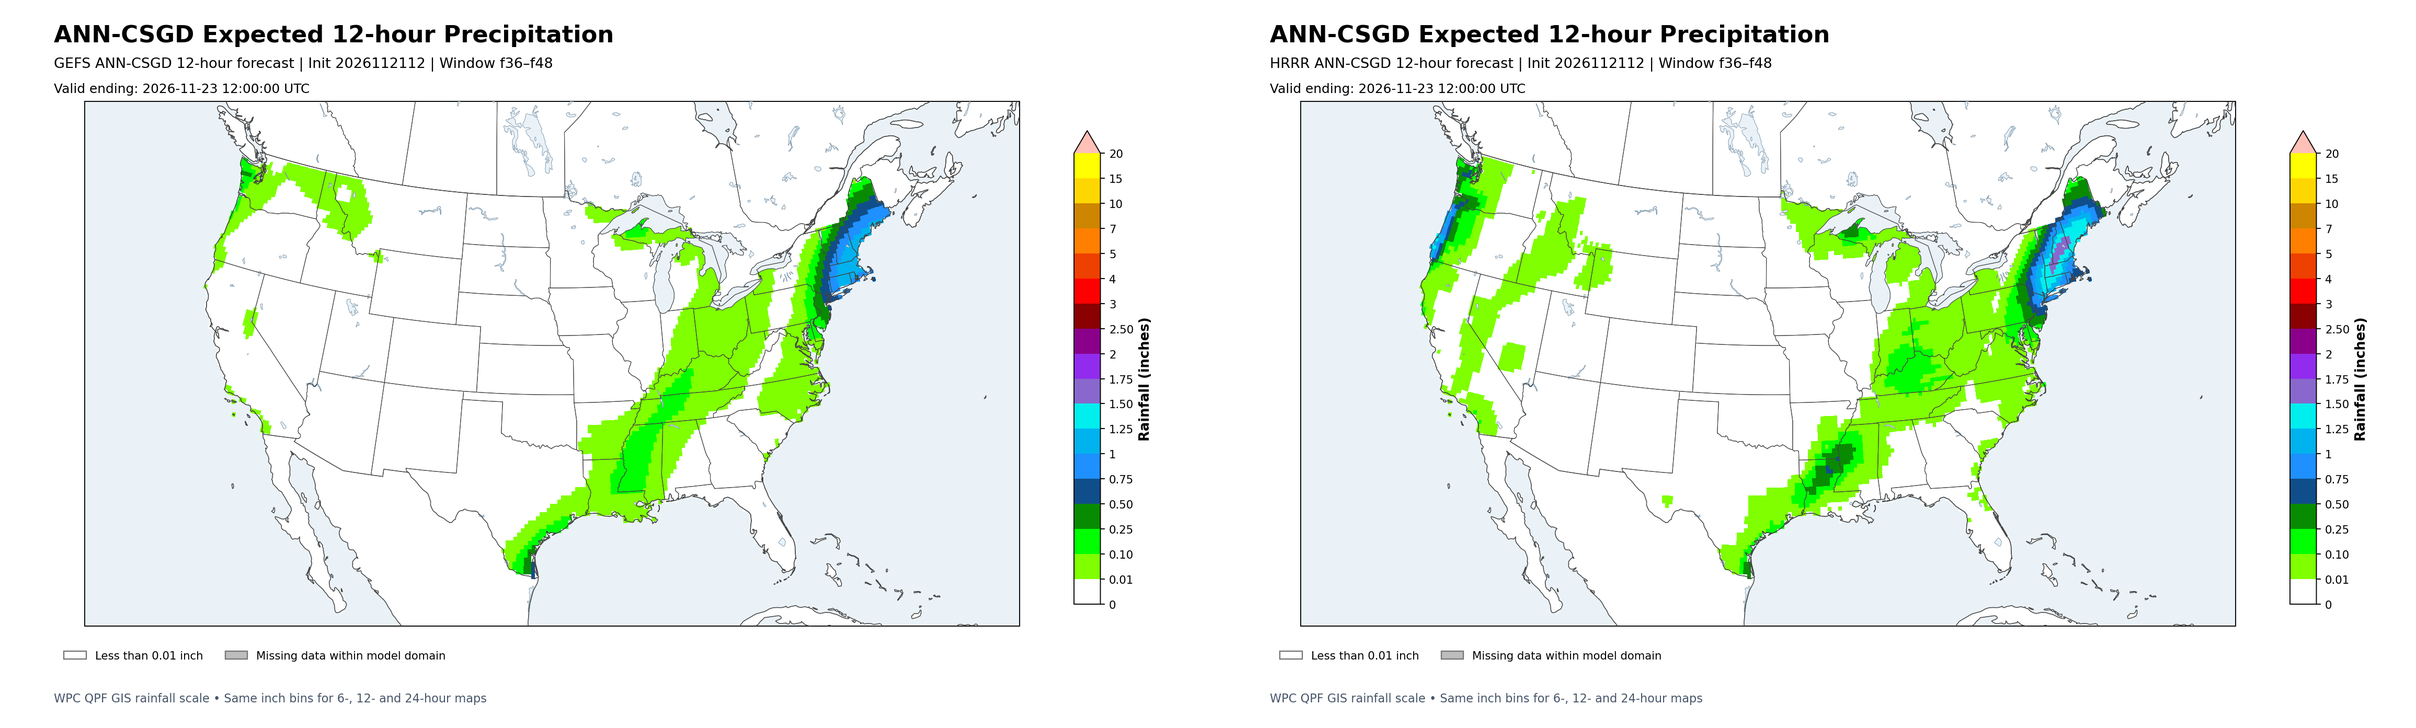 ANN-CSGD Expected 12-hour Precipitation
GEFS ANN-CSGD 12-hour forecast | Init 2026112112 | Window f36–f48
Valid ending: 2026-11-23 12:00:00 UTC
20
15
10
7
5
4
3
2.50
2
1.75
1.50
1.25
1
0.75
0.50
0.25
0.10
0.01
0
Rainfall (inches)
Less than 0.01 inch
Missing data within model domain
WPC QPF GIS rainfall scale • Same inch bins for 6-, 12- and 24-hour maps
ANN-CSGD Expected 12-hour Precipitation
HRRR ANN-CSGD 12-hour forecast | Init 2026112112 | Window f36–f48
Valid ending: 2026-11-23 12:00:00 UTC
20
15
10
7
5
4
3
2.50
2
1.75
1.50
1.25
1
0.75
0.50
0.25
0.10
0.01
0
Rainfall (inches)
Less than 0.01 inch
Missing data within model domain
WPC QPF GIS rainfall scale • Same inch bins for 6-, 12- and 24-hour maps